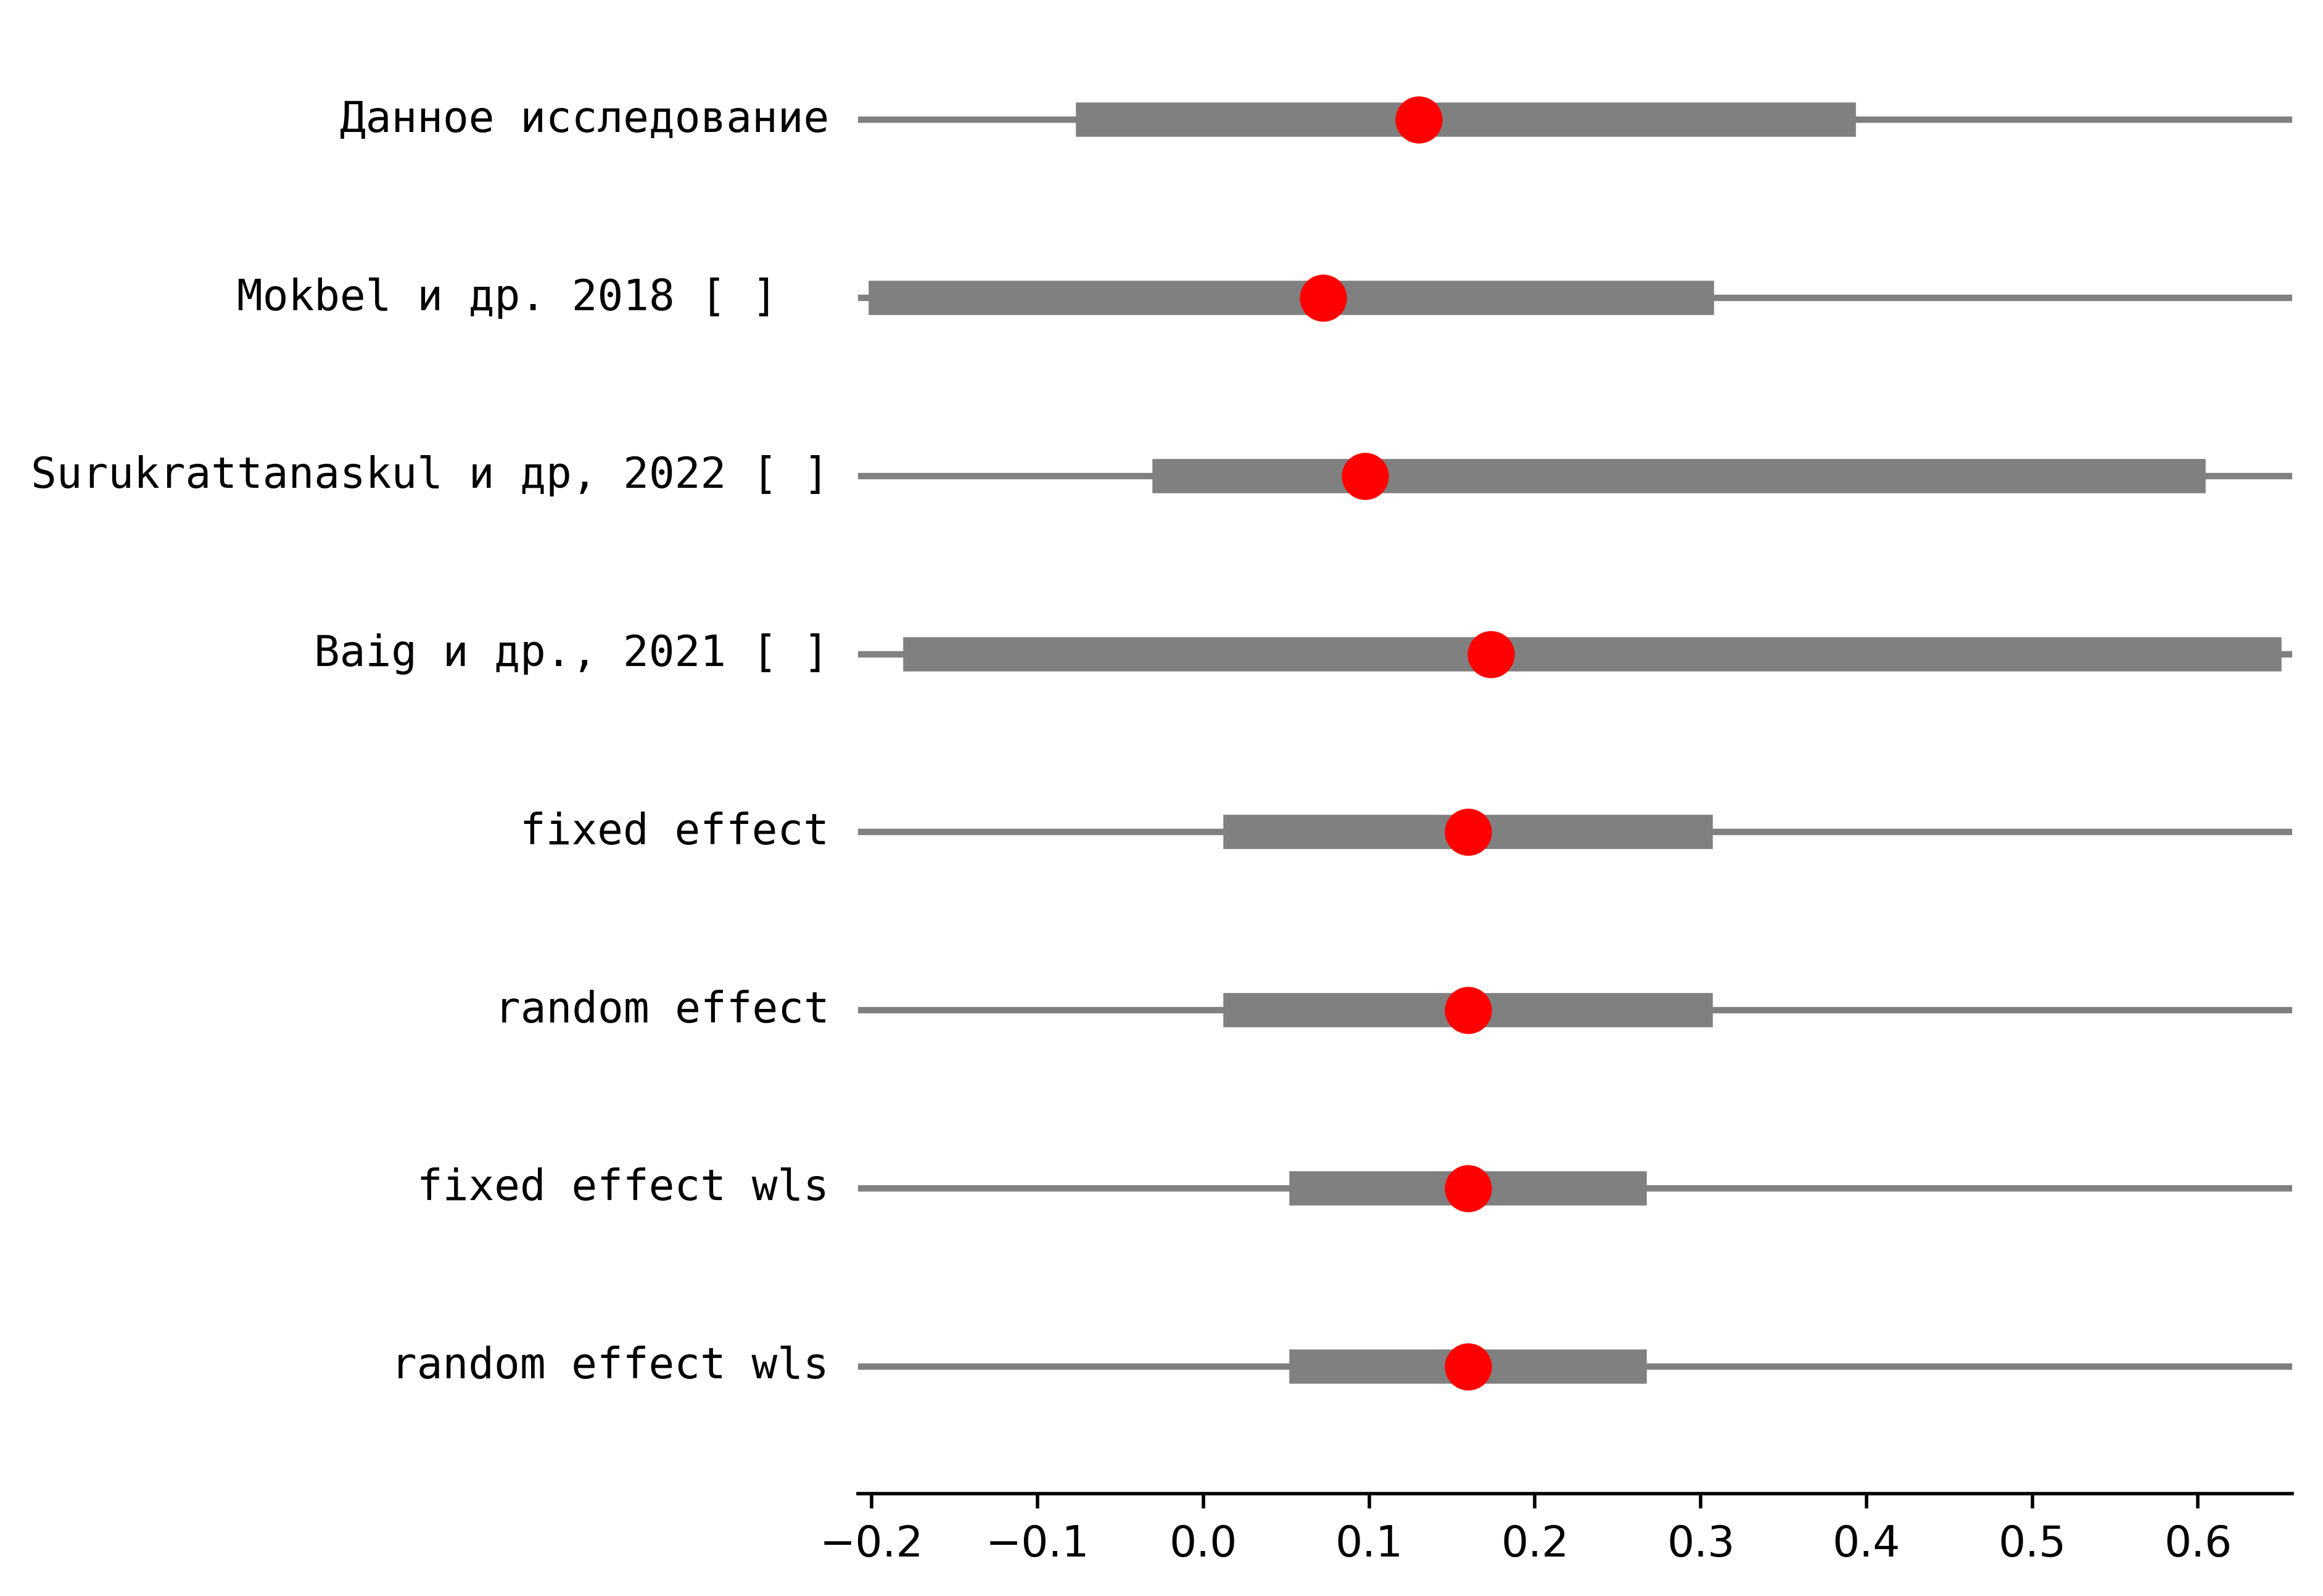 Данное исследование
Mokbel и др. 2018 [ ]
Surukrattanaskul и др, 2022 [ ]
Baig и др., 2021 [ ]
fixed effect
random effect
fixed effect wls
random effect wls
−0.2 −0.1 0.0 0.1 0.2 0.3 0.4 0.5 0.6